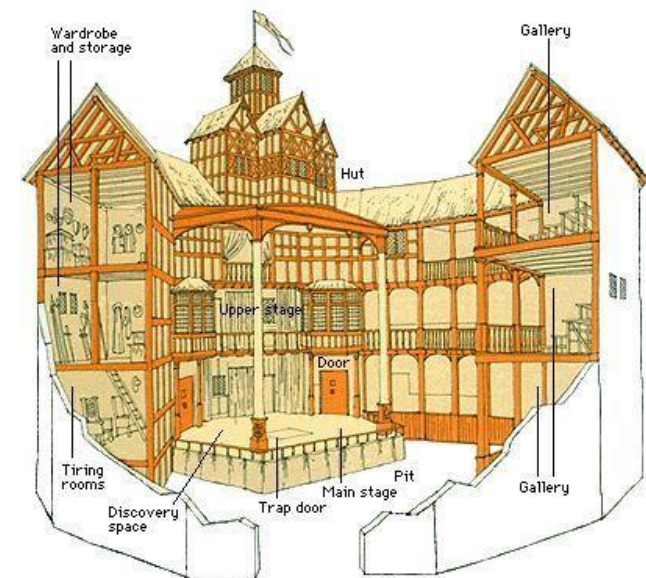 Wardrobe
and storage
Gallery
Hut
Upper stage
Door
Tiring
rooms
Discovery
space
Trap door
Main stage
Pit
Gallery